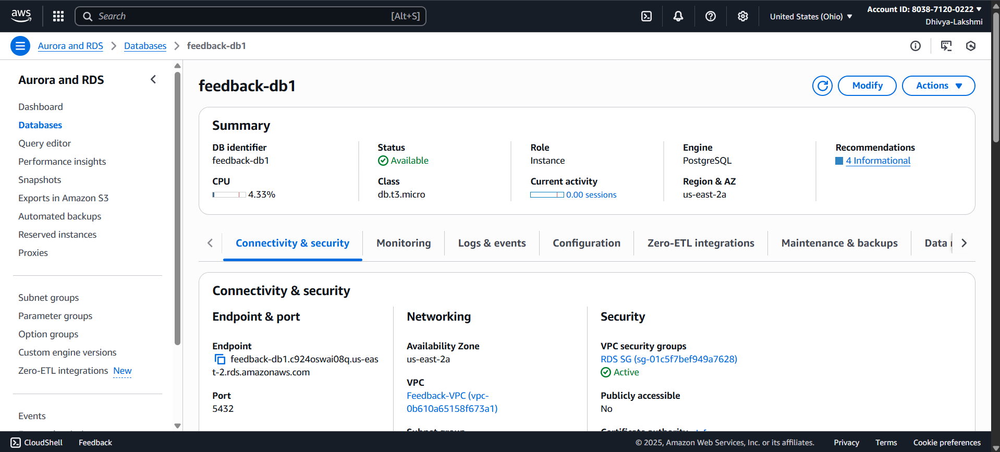 aws
Search
[Alt+S]
United States (Ohio)
Account ID: 8038-7120-0222
Dhivya-Lakshmi
Aurora and RDS
Databases
feedback-db1
Aurora and RDS
Dashboard
Databases
Query editor
Performance insights
Snapshots
Exports in Amazon S3
Automated backups
Reserved instances
Proxies
Subnet groups
Parameter groups
Option groups
Custom engine versions
Zero-ETL integrations New
Events
feedback-db1
Modify
Actions
Summary
DB identifier
feedback-db1
CPU
4.33%
Status
Available
Class
db.t3.micro
Role
Instance
Current activity
0.00 sessions
Engine
PostgreSQL
Region & AZ
us-east-2a
Recommendations
4 Informational
Connectivity & security
Monitoring
Logs & events
Configuration
Zero-ETL integrations
Maintenance & backups
Data
Connectivity & security
Endpoint & port
Endpoint
feedback-db1.c924oswai08q.us-eas
t-2.rds.amazonaws.com
Port
5432
Networking
Availability Zone
us-east-2a
VPC
Feedback-VPC (vpc-
0b610a65158f673a1)
Subnet group
Security
VPC security groups
RDS SG (sg-01c5f7bef949a7628)
Active
Publicly accessible
No
Certificate authority
CloudShell
Feedback
© 2025, Amazon Web Services, Inc. or its affiliates.
Privacy
Terms
Cookie preferences